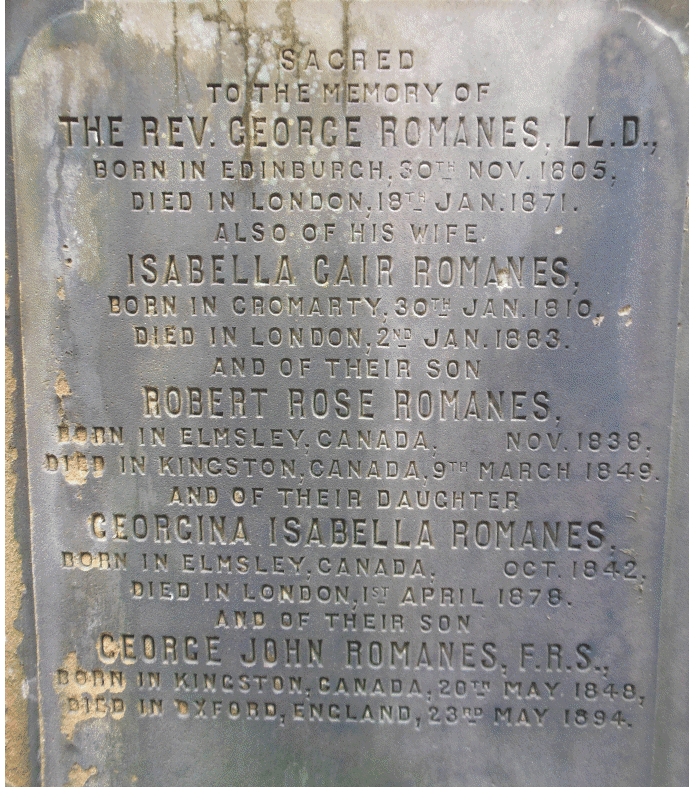 SACRED
TO THE MEMORY OF
THE REV. GEORGE ROMANES, LL.D.,
BORN IN EDINBURGH, 30TH NOV. 1805,
DIED IN LONDON, 18TH JAN. 1871.
ALSO OF HIS WIFE
ISABELLA GAIR ROMANES,
BORN IN CROMARTY, 30TH JAN. 1810,
DIED IN LONDON, 2ND JAN. 1883.
AND OF THEIR SON
ROBERT ROSE ROMANES,
BORN IN ELMSLEY, CANADA, NOV. 1838,
DIED IN KINGSTON, CANADA, 9TH MARCH 1849.
AND OF THEIR DAUGHTER
GEORGINA ISABELLA ROMANES,
BORN IN ELMSLEY, CANADA, OCT. 1842,
DIED IN LONDON, 1ST APRIL 1878.
AND OF THEIR SON
GEORGE JOHN ROMANES, F.R.S.,
BORN IN KINGSTON, CANADA, 20TH MAY 1848,
DIED IN OXFORD, ENGLAND, 23RD MAY 1894.